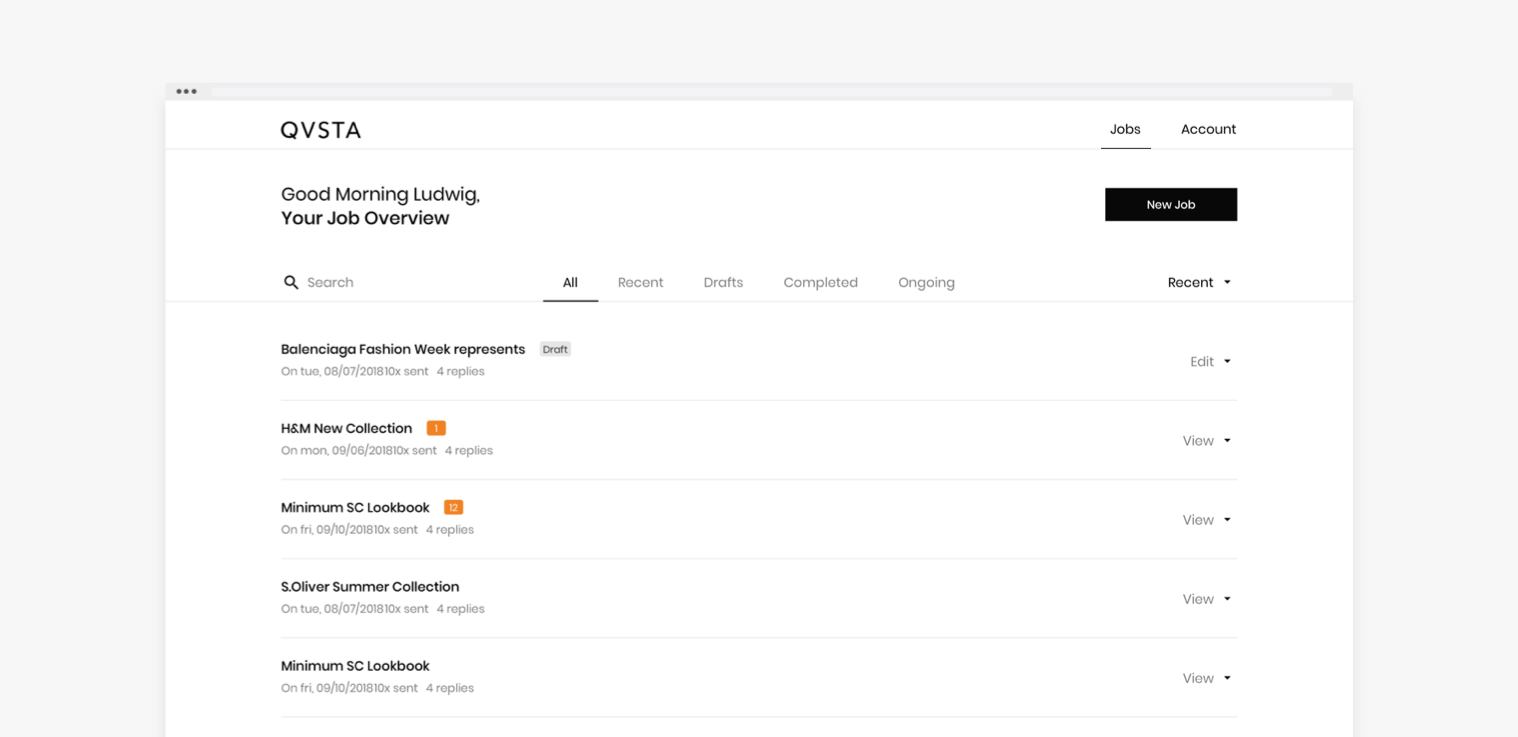 QVSTA
Jobs Account
Good Morning Ludwig,
Your Job Overview
New Job
Search All Recent Drafts Completed Ongoing Recent
Balenciaga Fashion Week represents Draft
On tue, 08/07/201810x sent 4 replies
Edit
H&M New Collection 1
On mon, 09/06/201810x sent 4 replies
View
Minimum SC Lookbook 12
On fri, 09/10/201810x sent 4 replies
View
S.Oliver Summer Collection
On tue, 08/07/201810x sent 4 replies
View
Minimum SC Lookbook
On fri, 09/10/201810x sent 4 replies
View